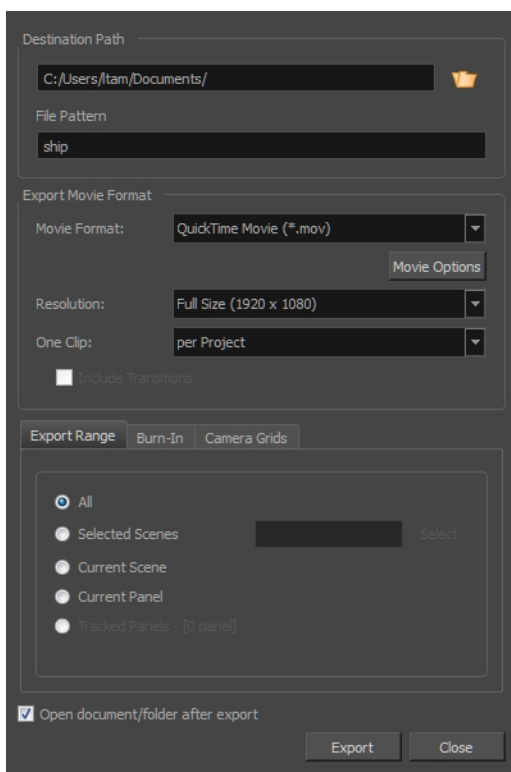 Destination Path
C:/Users/ltam/Documents/
File Pattern
ship
Export Movie Format
Movie Format: QuickTime Movie (*.mov)
Movie Options
Resolution: Full Size (1920 x 1080)
One Clip: per Project
Include Transitions
Export Range Burn-In Camera Grids
All
Selected Scenes Select
Current Scene
Current Panel
Tracked Panels - [0 panel]
Open document/folder after export
Export Close